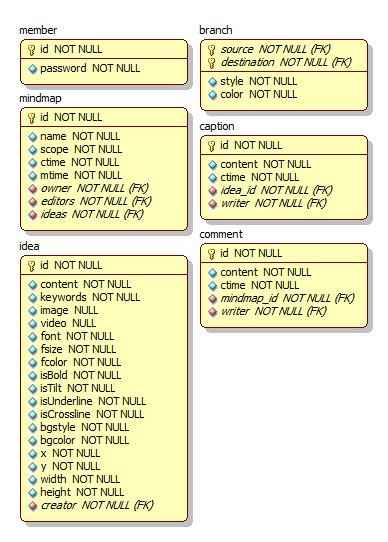 member
id NOT NULL
password NOT NULL
mindmap
id NOT NULL
name NOT NULL
scope NOT NULL
ctime NOT NULL
mtime NOT NULL
owner NOT NULL (FK)
editors NOT NULL (FK)
ideas NOT NULL (FK)
idea
id NOT NULL
content NOT NULL
keywords NOT NULL
image NULL
video NULL
font NOT NULL
fsize NOT NULL
fcolor NOT NULL
isBold NOT NULL
isTilt NOT NULL
isUnderline NOT NULL
isCrossline NOT NULL
bgstyle NOT NULL
bgcolor NOT NULL
x NOT NULL
y NOT NULL
width NOT NULL
height NOT NULL
creator NOT NULL (FK)
branch
source NOT NULL (FK)
destination NOT NULL (FK)
style NOT NULL
color NOT NULL
caption
id NOT NULL
content NOT NULL
ctime NOT NULL
idea_id NOT NULL (FK)
writer NOT NULL (FK)
comment
id NOT NULL
content NOT NULL
ctime NOT NULL
mindmap_id NOT NULL (FK)
writer NOT NULL (FK)